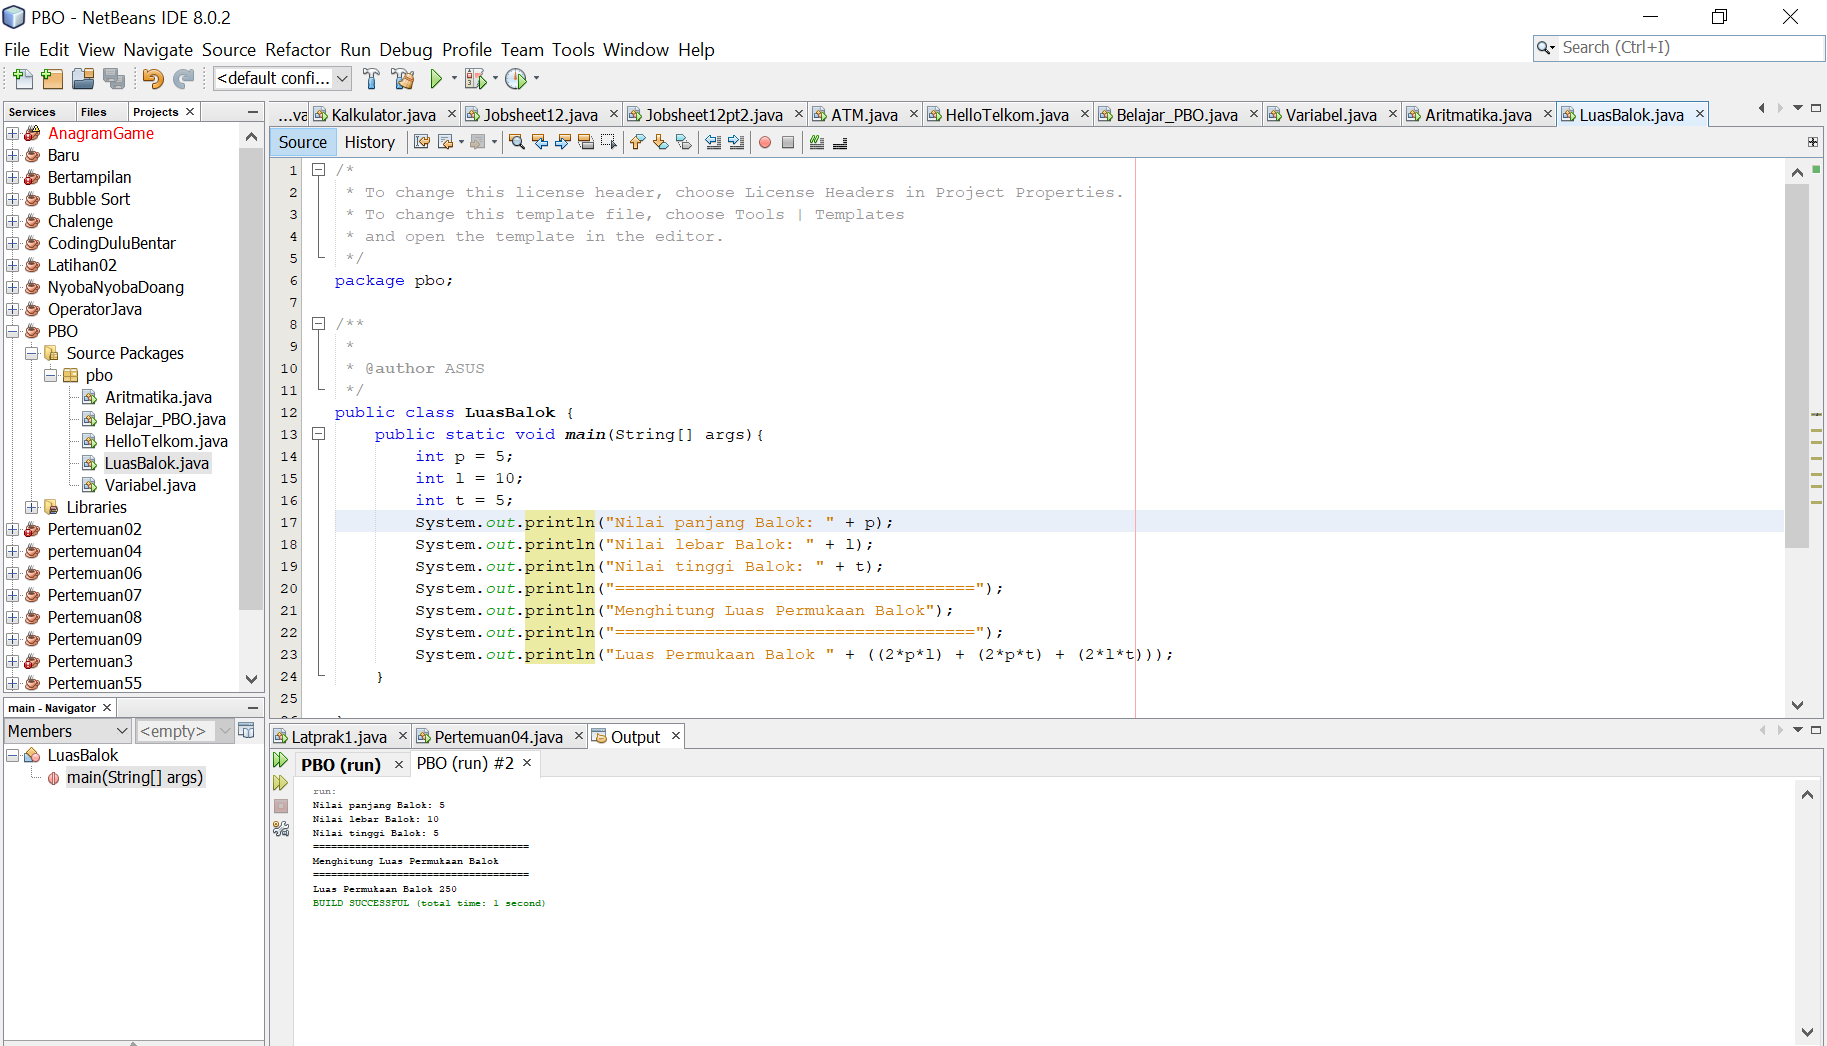 PBO - NetBeans IDE 8.0.2
File Edit View Navigate Source Refactor Run Debug Profile Team Tools Window Help
Search (Ctrl+I)
<default confi...
Services Files Projects
...va Kalkulator.java Jobsheet12.java Jobsheet12pt2.java ATM.java HelloTelkom.java Belajar_PBO.java Variabel.java Aritmatika.java LuasBalok.java
Source History
AnagramGame
Baru
Bertampilan
Bubble Sort
Chalenge
CodingDuluBentar
Latihan02
NyobaNyobaDoang
OperatorJava
PBO
Source Packages
pbo
Aritmatika.java
Belajar_PBO.java
HelloTelkom.java
LuasBalok.java
Variabel.java
Libraries
Pertemuan02
pertemuan04
Pertemuan06
Pertemuan07
Pertemuan08
Pertemuan09
Pertemuan3
Pertemuan55
1 /*
2 * To change this license header, choose License Headers in Project Properties.
3 * To change this template file, choose Tools | Templates
4 * and open the template in the editor.
5 */
6 package pbo;
7
8 /**
9 *
10 * @author ASUS
11 */
12 public class LuasBalok {
13 public static void main(String[] args){
14 int p = 5;
15 int l = 10;
16 int t = 5;
17 System.out.println("Nilai panjang Balok: " + p);
18 System.out.println("Nilai lebar Balok: " + l);
19 System.out.println("Nilai tinggi Balok: " + t);
20 System.out.println("====================================");
21 System.out.println("Menghitung Luas Permukaan Balok");
22 System.out.println("====================================");
23 System.out.println("Luas Permukaan Balok " + ((2*p*l) + (2*p*t) + (2*l*t)));
24 }
25
main - Navigator
Members <empty>
LuasBalok
main(String[] args)
Latprak1.java Pertemuan04.java Output
PBO (run) PBO (run) #2
run:
Nilai panjang Balok: 5
Nilai lebar Balok: 10
Nilai tinggi Balok: 5
====================================
Menghitung Luas Permukaan Balok
====================================
Luas Permukaan Balok 250
BUILD SUCCESSFUL (total time: 1 second)